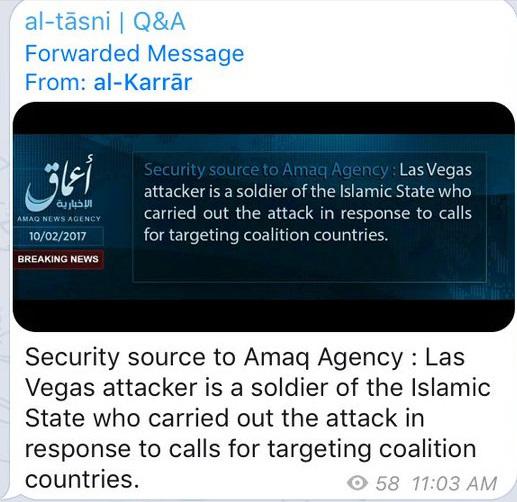 al-tāsni | Q&A
Forwarded Message
From: al-Karrār
أعماق
الإخبارية
AMAQ NEWS AGENCY
10/02/2017
BREAKING NEWS
Security source to Amaq Agency : Las Vegas
attacker is a soldier of the Islamic State who
carried out the attack in response to calls
for targeting coalition countries.
Security source to Amaq Agency : Las
Vegas attacker is a soldier of the Islamic
State who carried out the attack in
response to calls for targeting coalition
countries.
58 11:03 AM